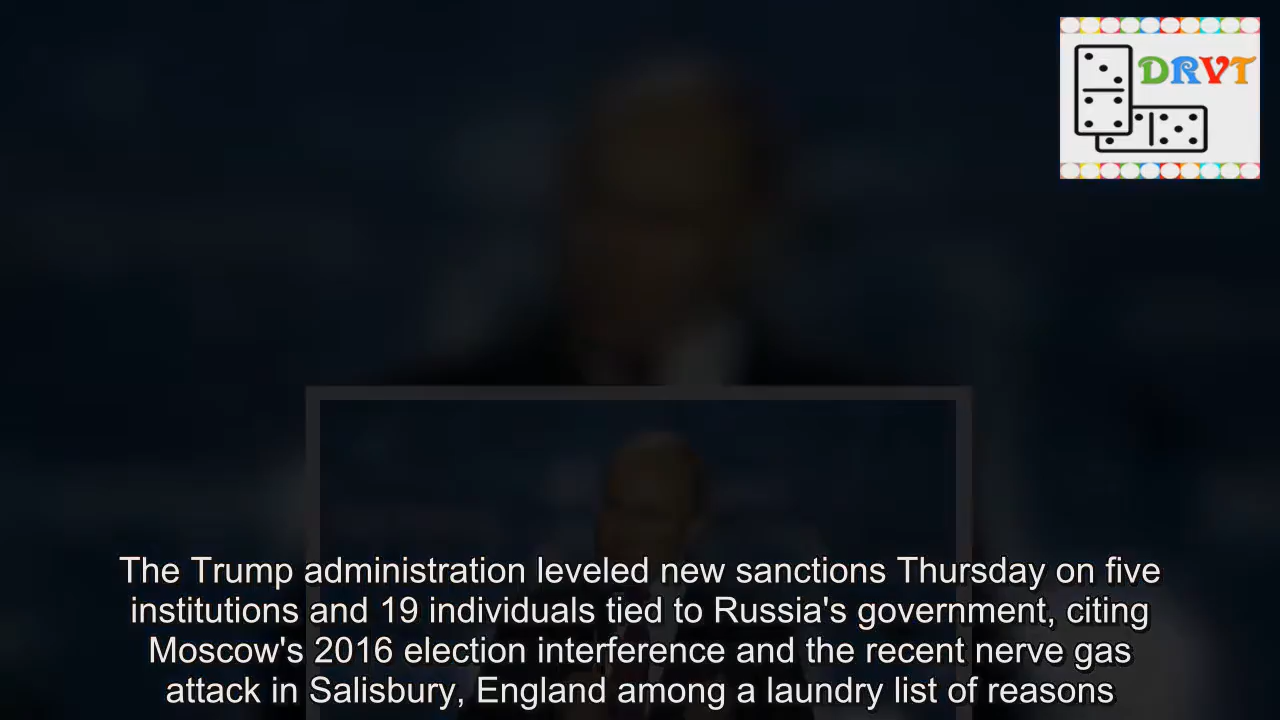 DRVT
The Trump administration leveled new sanctions Thursday on five
institutions and 19 individuals tied to Russia's government, citing
Moscow's 2016 election interference and the recent nerve gas
attack in Salisbury, England among a laundry list of reasons